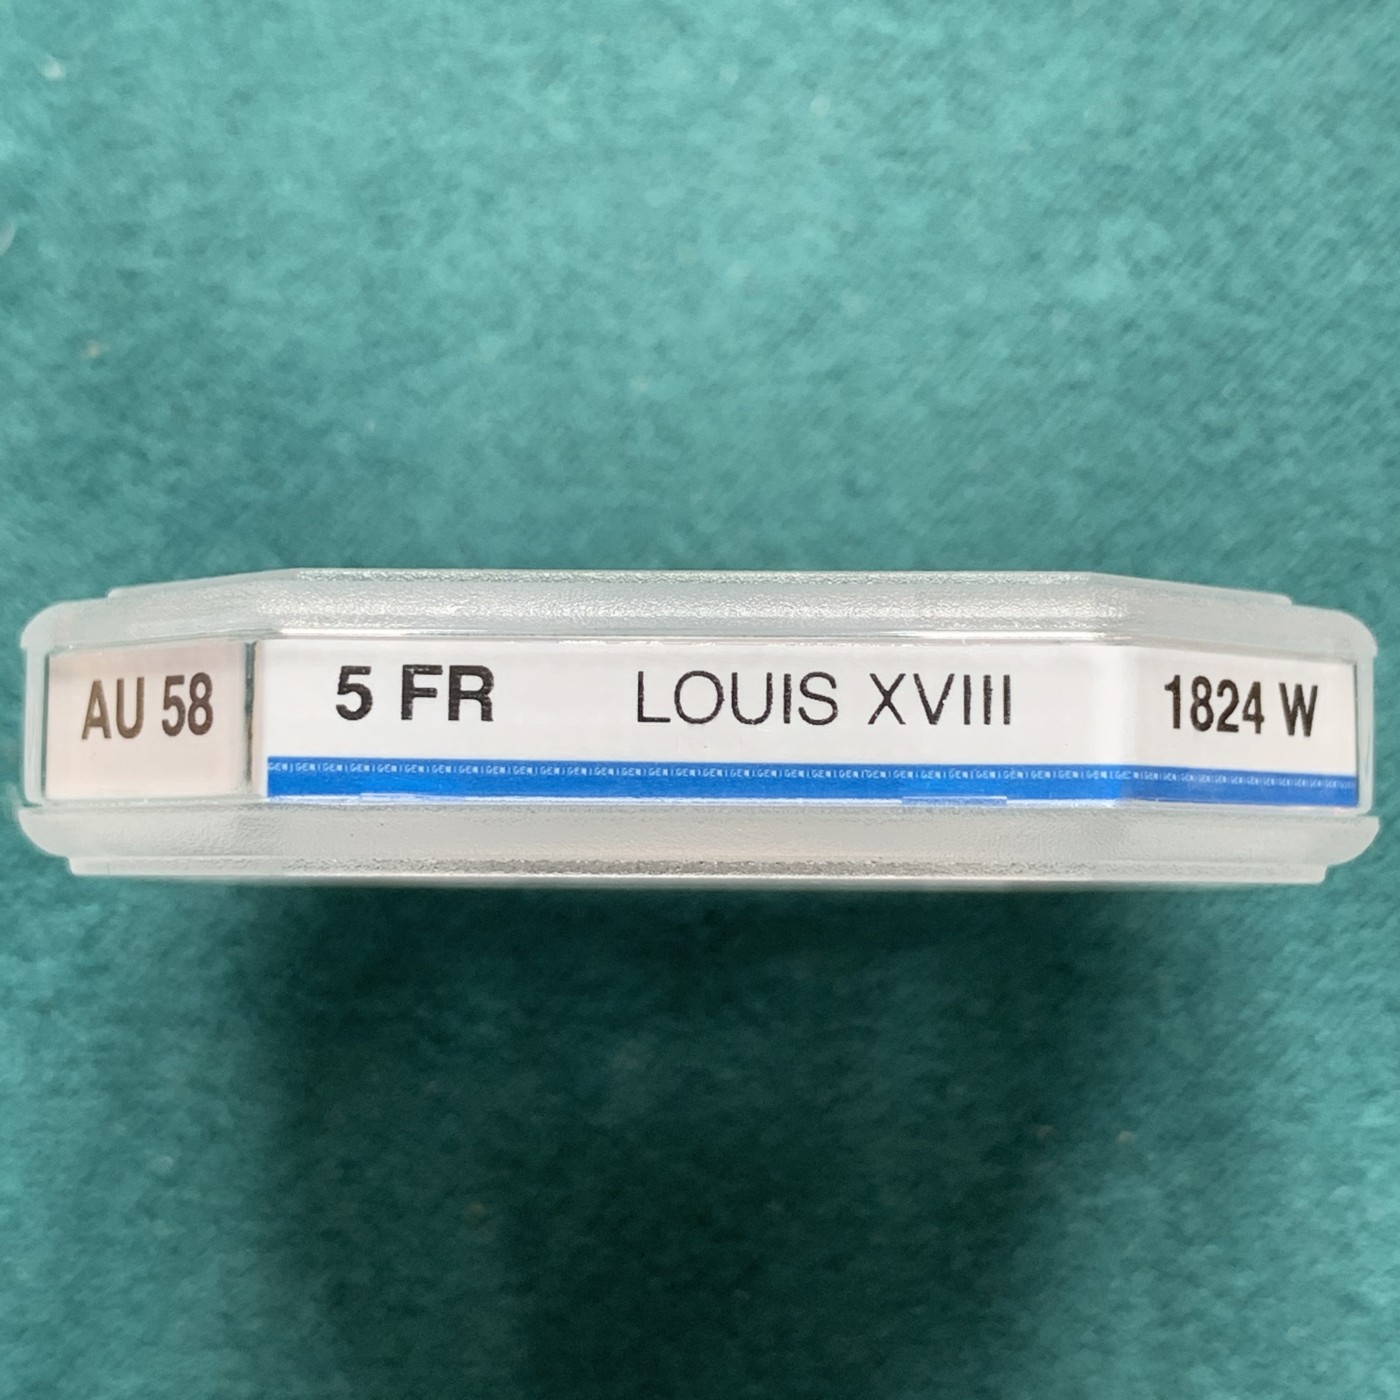 AU 58 5 FR LOUIS XVIII 1824 W